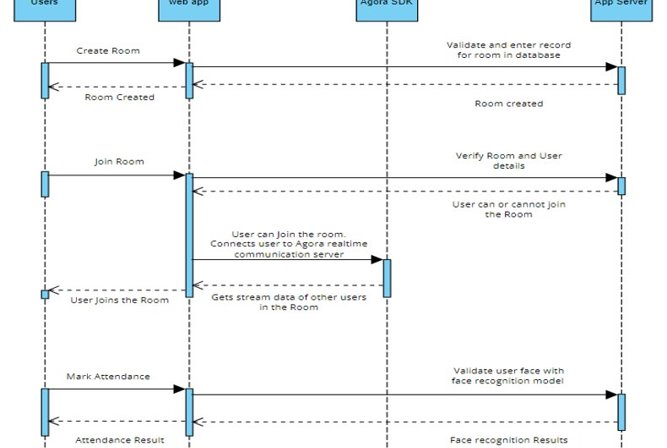 Users
web app
Agora SDK
App Server
Create Room
Validate and enter record
for room in database
Room Created
Room created
Join Room
Verify Room and User
details
User can or cannot join
the Room
User can Join the room.
Connects user to Agora realtime
communication server
User Joins the Room
Gets stream data of other users
in the Room
Mark Attendance
Validate user face with
face recognition model
Attendance Result
Face recognition Results